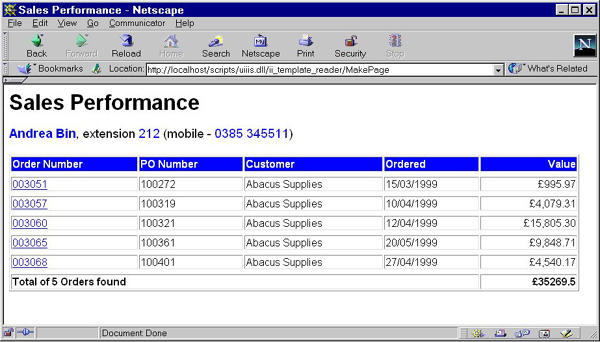 Sales Performance - Netscape
File Edit View Go Communicator Help
Back Forward Reload Home Search Netscape Print Security Stop
N
Bookmarks Location: http://localhost/scripts/uiiis.dll/ii_template_reader/MakePage What's Related
Sales Performance
Andrea Bin, extension 212 (mobile - 0385 345511)
Order Number PO Number Customer Ordered Value
003051 100272 Abacus Supplies 15/03/1999 £995.97
003057 100319 Abacus Supplies 10/04/1999 £4,079.31
003060 100321 Abacus Supplies 12/04/1999 £15,805.30
003065 100361 Abacus Supplies 20/05/1999 £9,848.71
003068 100401 Abacus Supplies 27/04/1999 £4,540.17
Total of 5 Orders found £35269.5
Document Done